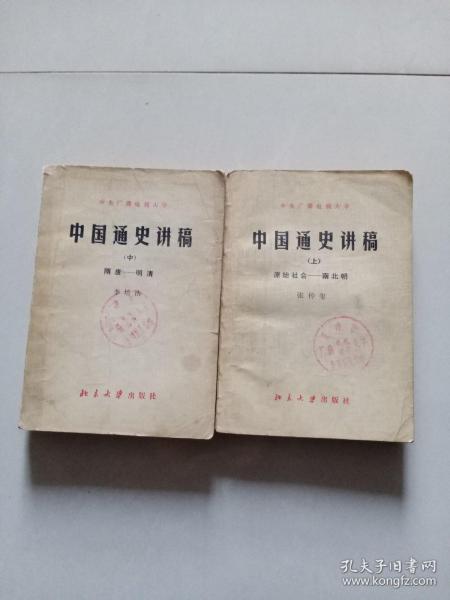 中央广播电视大学
中国通史讲稿
(中)
隋唐——明清
李培浩
北京大学出版社
中央广播电视大学
中国通史讲稿
(上)
原始社会——南北朝
张传玺
北京大学出版社
孔夫子旧书网
www.kongfz.com